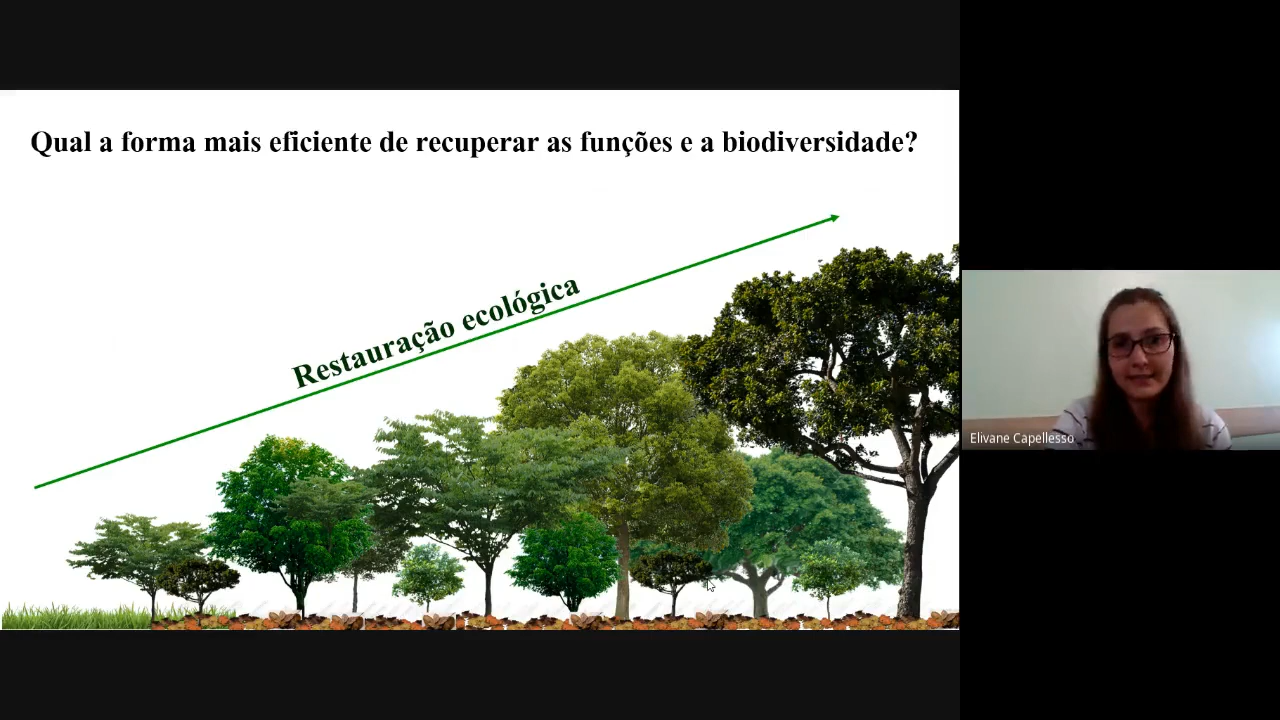 Qual a forma mais eficiente de recuperar as funções e a biodiversidade?
Restauração ecológica
Elivane Capellesso